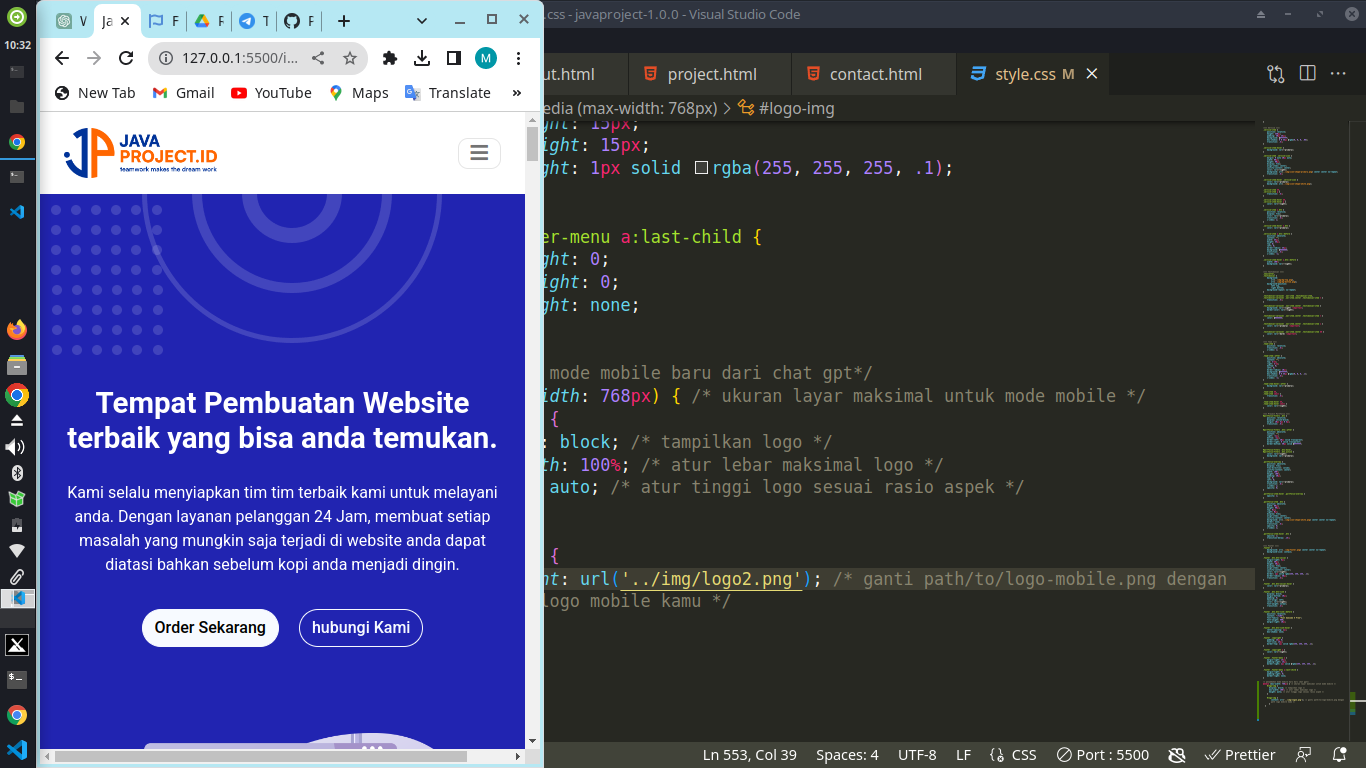 10:32
V
Ja
F
F
T
F
.css - javaproject-1.0.0 - Visual Studio Code
127.0.0.1:5500/i...
M
New Tab
Gmail
YouTube
Maps
Translate
»
ut.html
project.html
contact.html
style.css M
edia (max-width: 768px) > #logo-img
JAVA
PROJECT.ID
teamwork makes the dream work
ght: 15px;
ight: 15px;
ght: 1px solid rgba(255, 255, 255, .1);
er-menu a:last-child {
ght: 0;
ight: 0;
ght: none;
mode mobile baru dari chat gpt*/
idth: 768px) { /* ukuran layar maksimal untuk mode mobile */
{
: block; /* tampilkan logo */
th: 100%; /* atur lebar maksimal logo */
auto; /* atur tinggi logo sesuai rasio aspek */
{
nt: url('../img/logo2.png'); /* ganti path/to/logo-mobile.png dengan
logo mobile kamu */
Tempat Pembuatan Website
terbaik yang bisa anda temukan.
Kami selalu menyiapkan tim tim terbaik kami untuk melayani
anda. Dengan layanan pelanggan 24 Jam, membuat setiap
masalah yang mungkin saja terjadi di website anda dapat
diatasi bahkan sebelum kopi anda menjadi dingin.
Order Sekarang
hubungi Kami
Ln 553, Col 39
Spaces: 4
UTF-8
LF
CSS
Port : 5500
Prettier